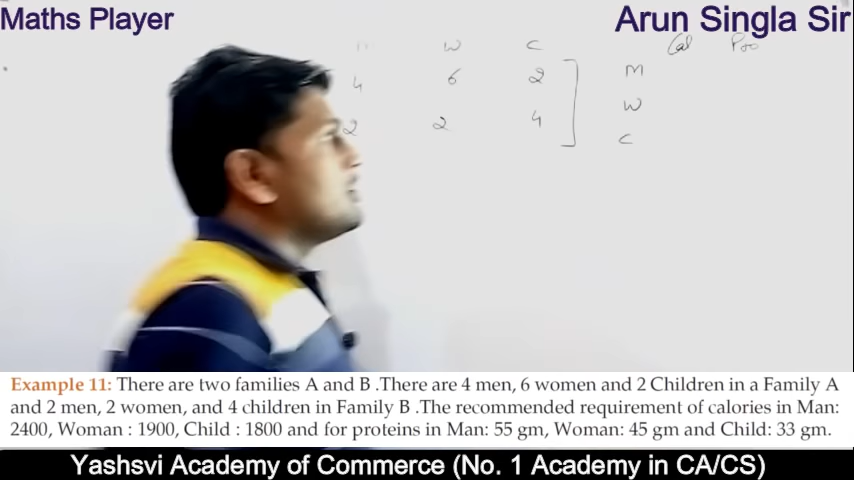 Maths Player
Arun Singla Sir
W C Cal Pro
4 6 2 M
2 2 4 W
C
Example 11: There are two families A and B .There are 4 men, 6 women and 2 Children in a Family A
and 2 men, 2 women, and 4 children in Family B .The recommended requirement of calories in Man:
2400, Woman : 1900, Child : 1800 and for proteins in Man: 55 gm, Woman: 45 gm and Child: 33 gm.
Yashsvi Academy of Commerce (No. 1 Academy in CA/CS)